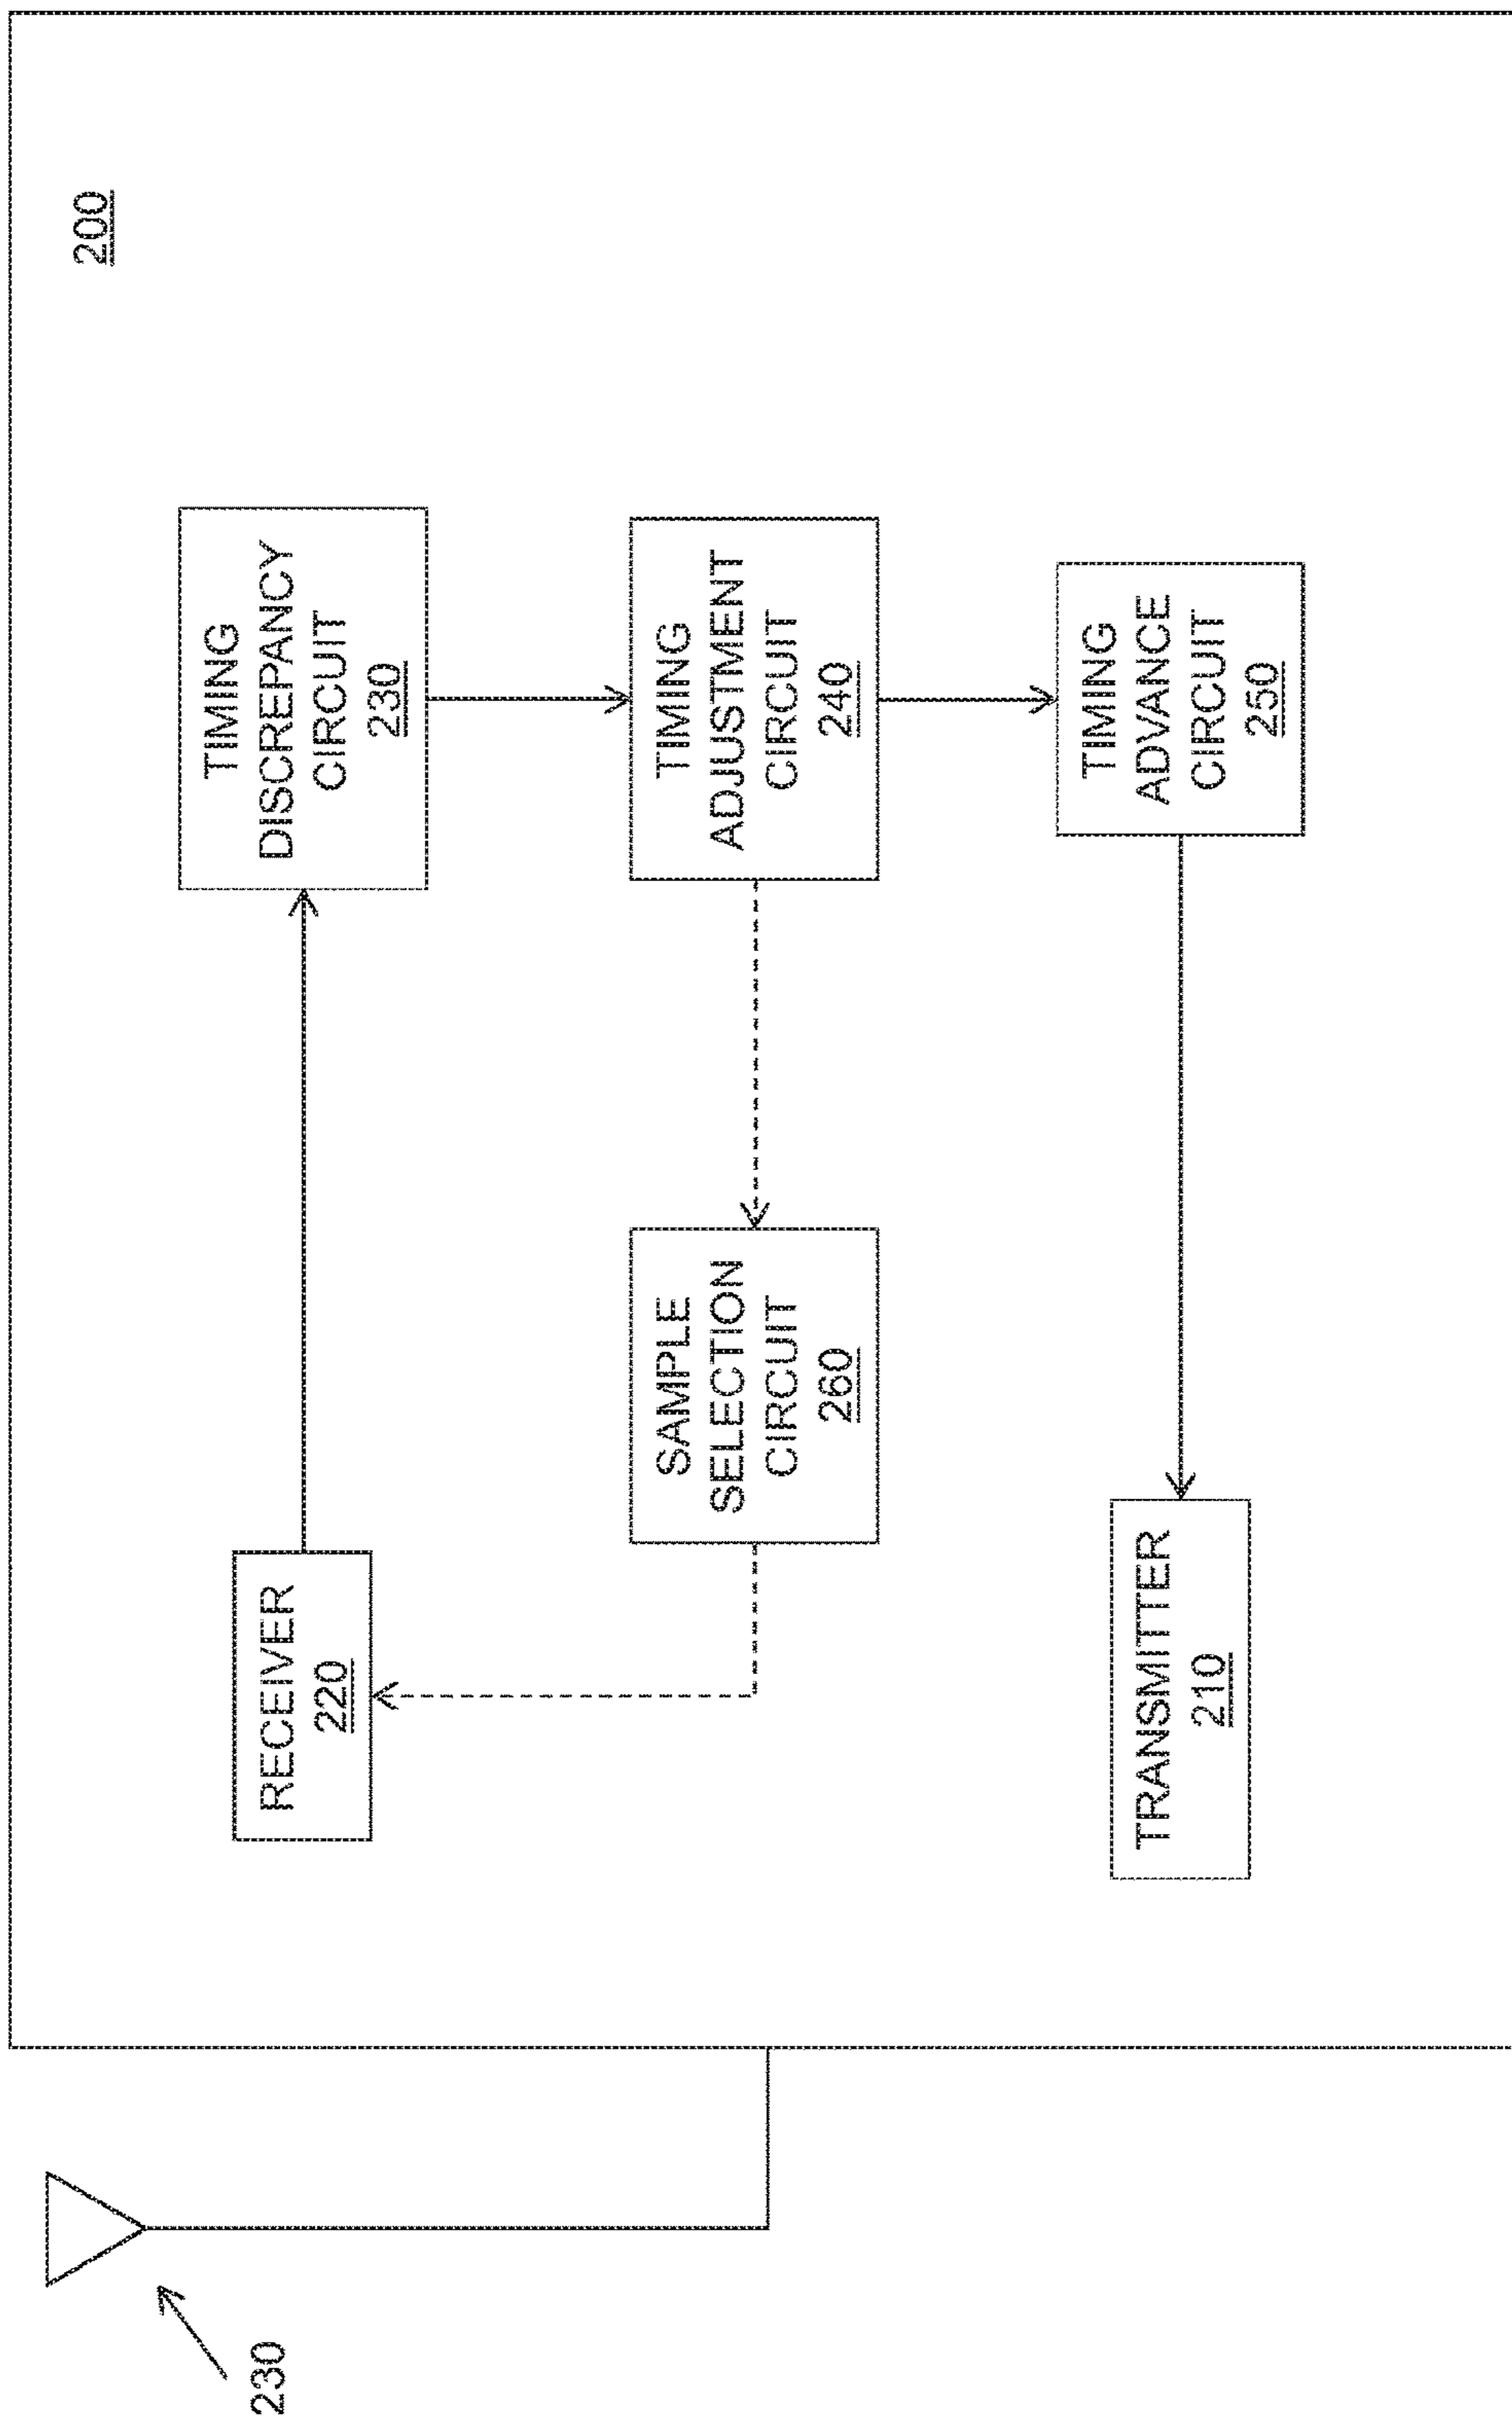 200
230
RECEIVER
220
TIMING
DISCREPANCY
CIRCUIT
230
SAMPLE
SELECTION
CIRCUIT
260
TIMING
ADJUSTMENT
CIRCUIT
240
TRANSMITTER
210
TIMING
ADVANCE
CIRCUIT
250